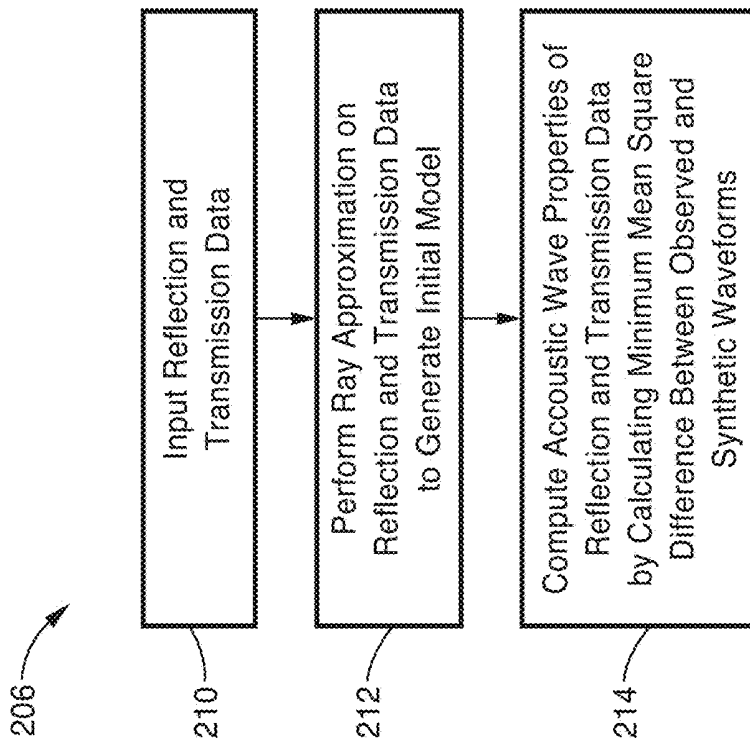 206
210
Input Reflection and
Transmission Data
212
Perform Ray Approximation on
Reflection and Transmission Data
to Generate Initial Model
214
Compute Accoustic Wave Properties of
Reflection and Transmission Data
by Calculating Minimum Mean Square
Difference Between Observed and
Synthetic Waveforms